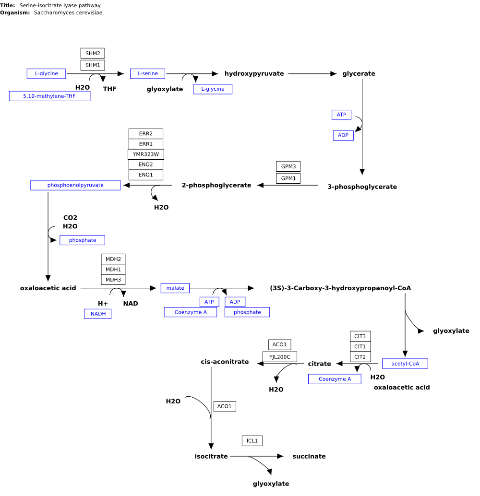 Title: Serine-isocitrate lyase pathway
Organism: Saccharomyces cerevisiae
SHM2
SHM1
L-glycine
L-serine
hydroxypyruvate
glycerate
H2O
THF
glyoxylate
L-glycine
5,10-methylene-THF
ATP
ADP
ERR2
ERR1
YMR323W
ENO2
ENO1
GPM3
GPM1
phosphoenolpyruvate
2-phosphoglycerate
3-phosphoglycerate
H2O
CO2
H2O
phosphate
MDH2
MDH1
MDH3
oxaloacetic acid
malate
(3S)-3-Carboxy-3-hydroxypropanoyl-CoA
H+
NAD
ATP
ADP
NADH
Coenzyme A
phosphate
glyoxylate
CIT3
CIT1
CIT2
ACO3
YJL200C
cis-aconitrate
citrate
acetyl-CoA
H2O
Coenzyme A
H2O
oxaloacetic acid
H2O
ACO1
ICL1
isocitrate
succinate
glyoxylate